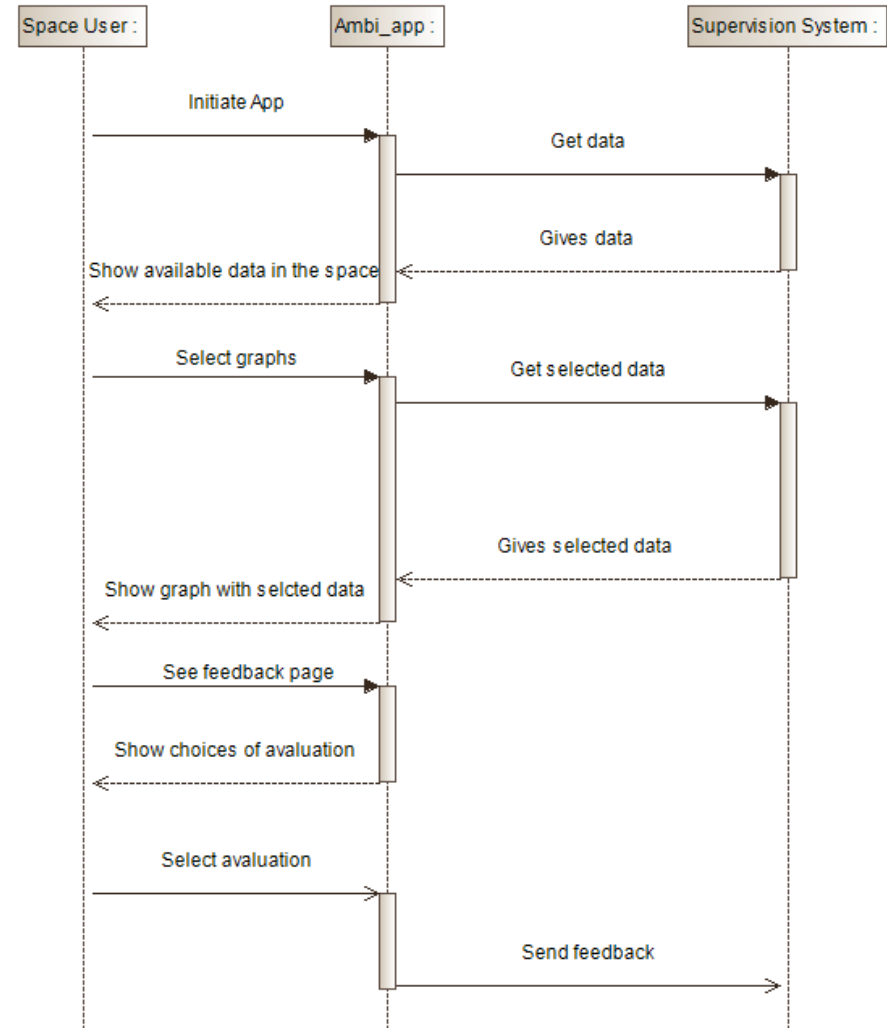 Space User :
Ambi_app :
Supervision System :
Initiate App
Get data
Gives data
Show available data in the space
Select graphs
Get selected data
Gives selected data
Show graph with selcted data
See feedback page
Show choices of avaluation
Select avaluation
Send feedback